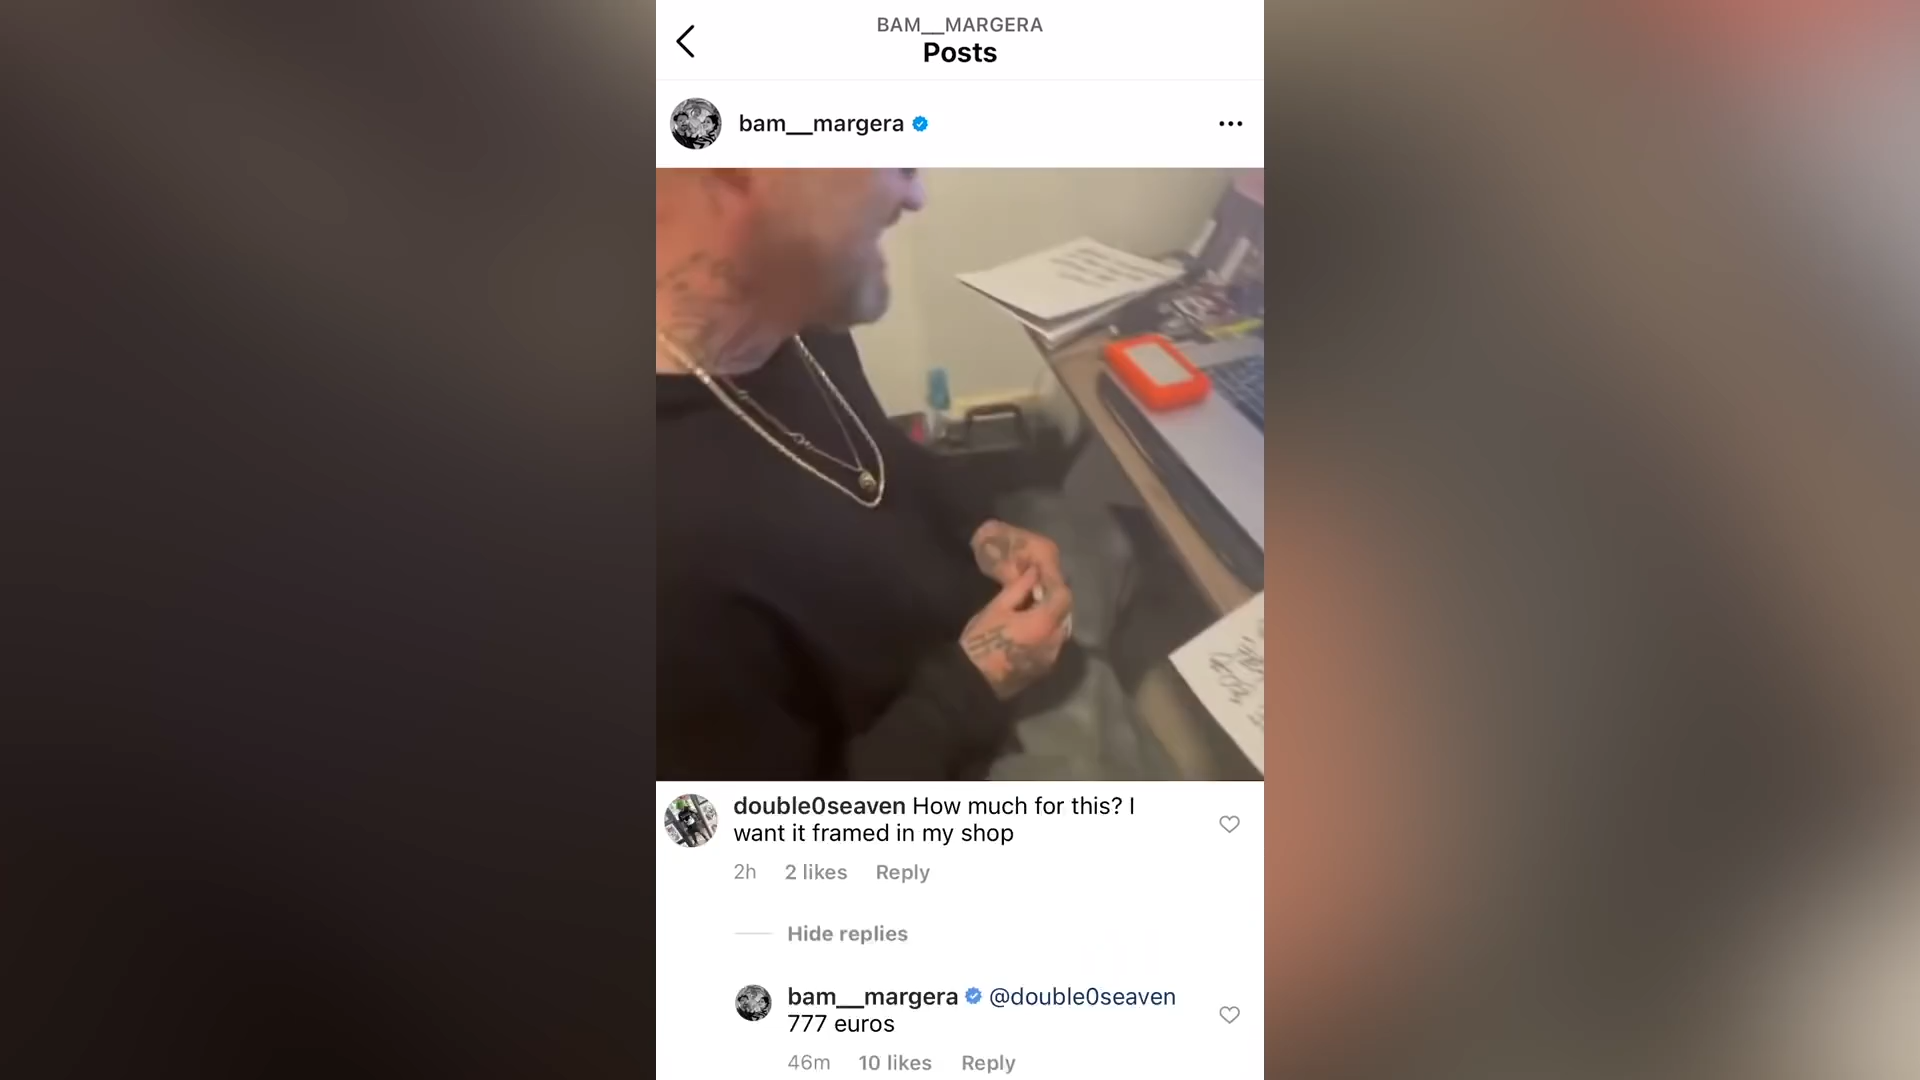 BAM__MARGERA
Posts
bam__margera
double0seaven How much for this? I
want it framed in my shop
2h 2 likes Reply
Hide replies
bam__margera @double0seaven
777 euros
46m 10 likes Reply